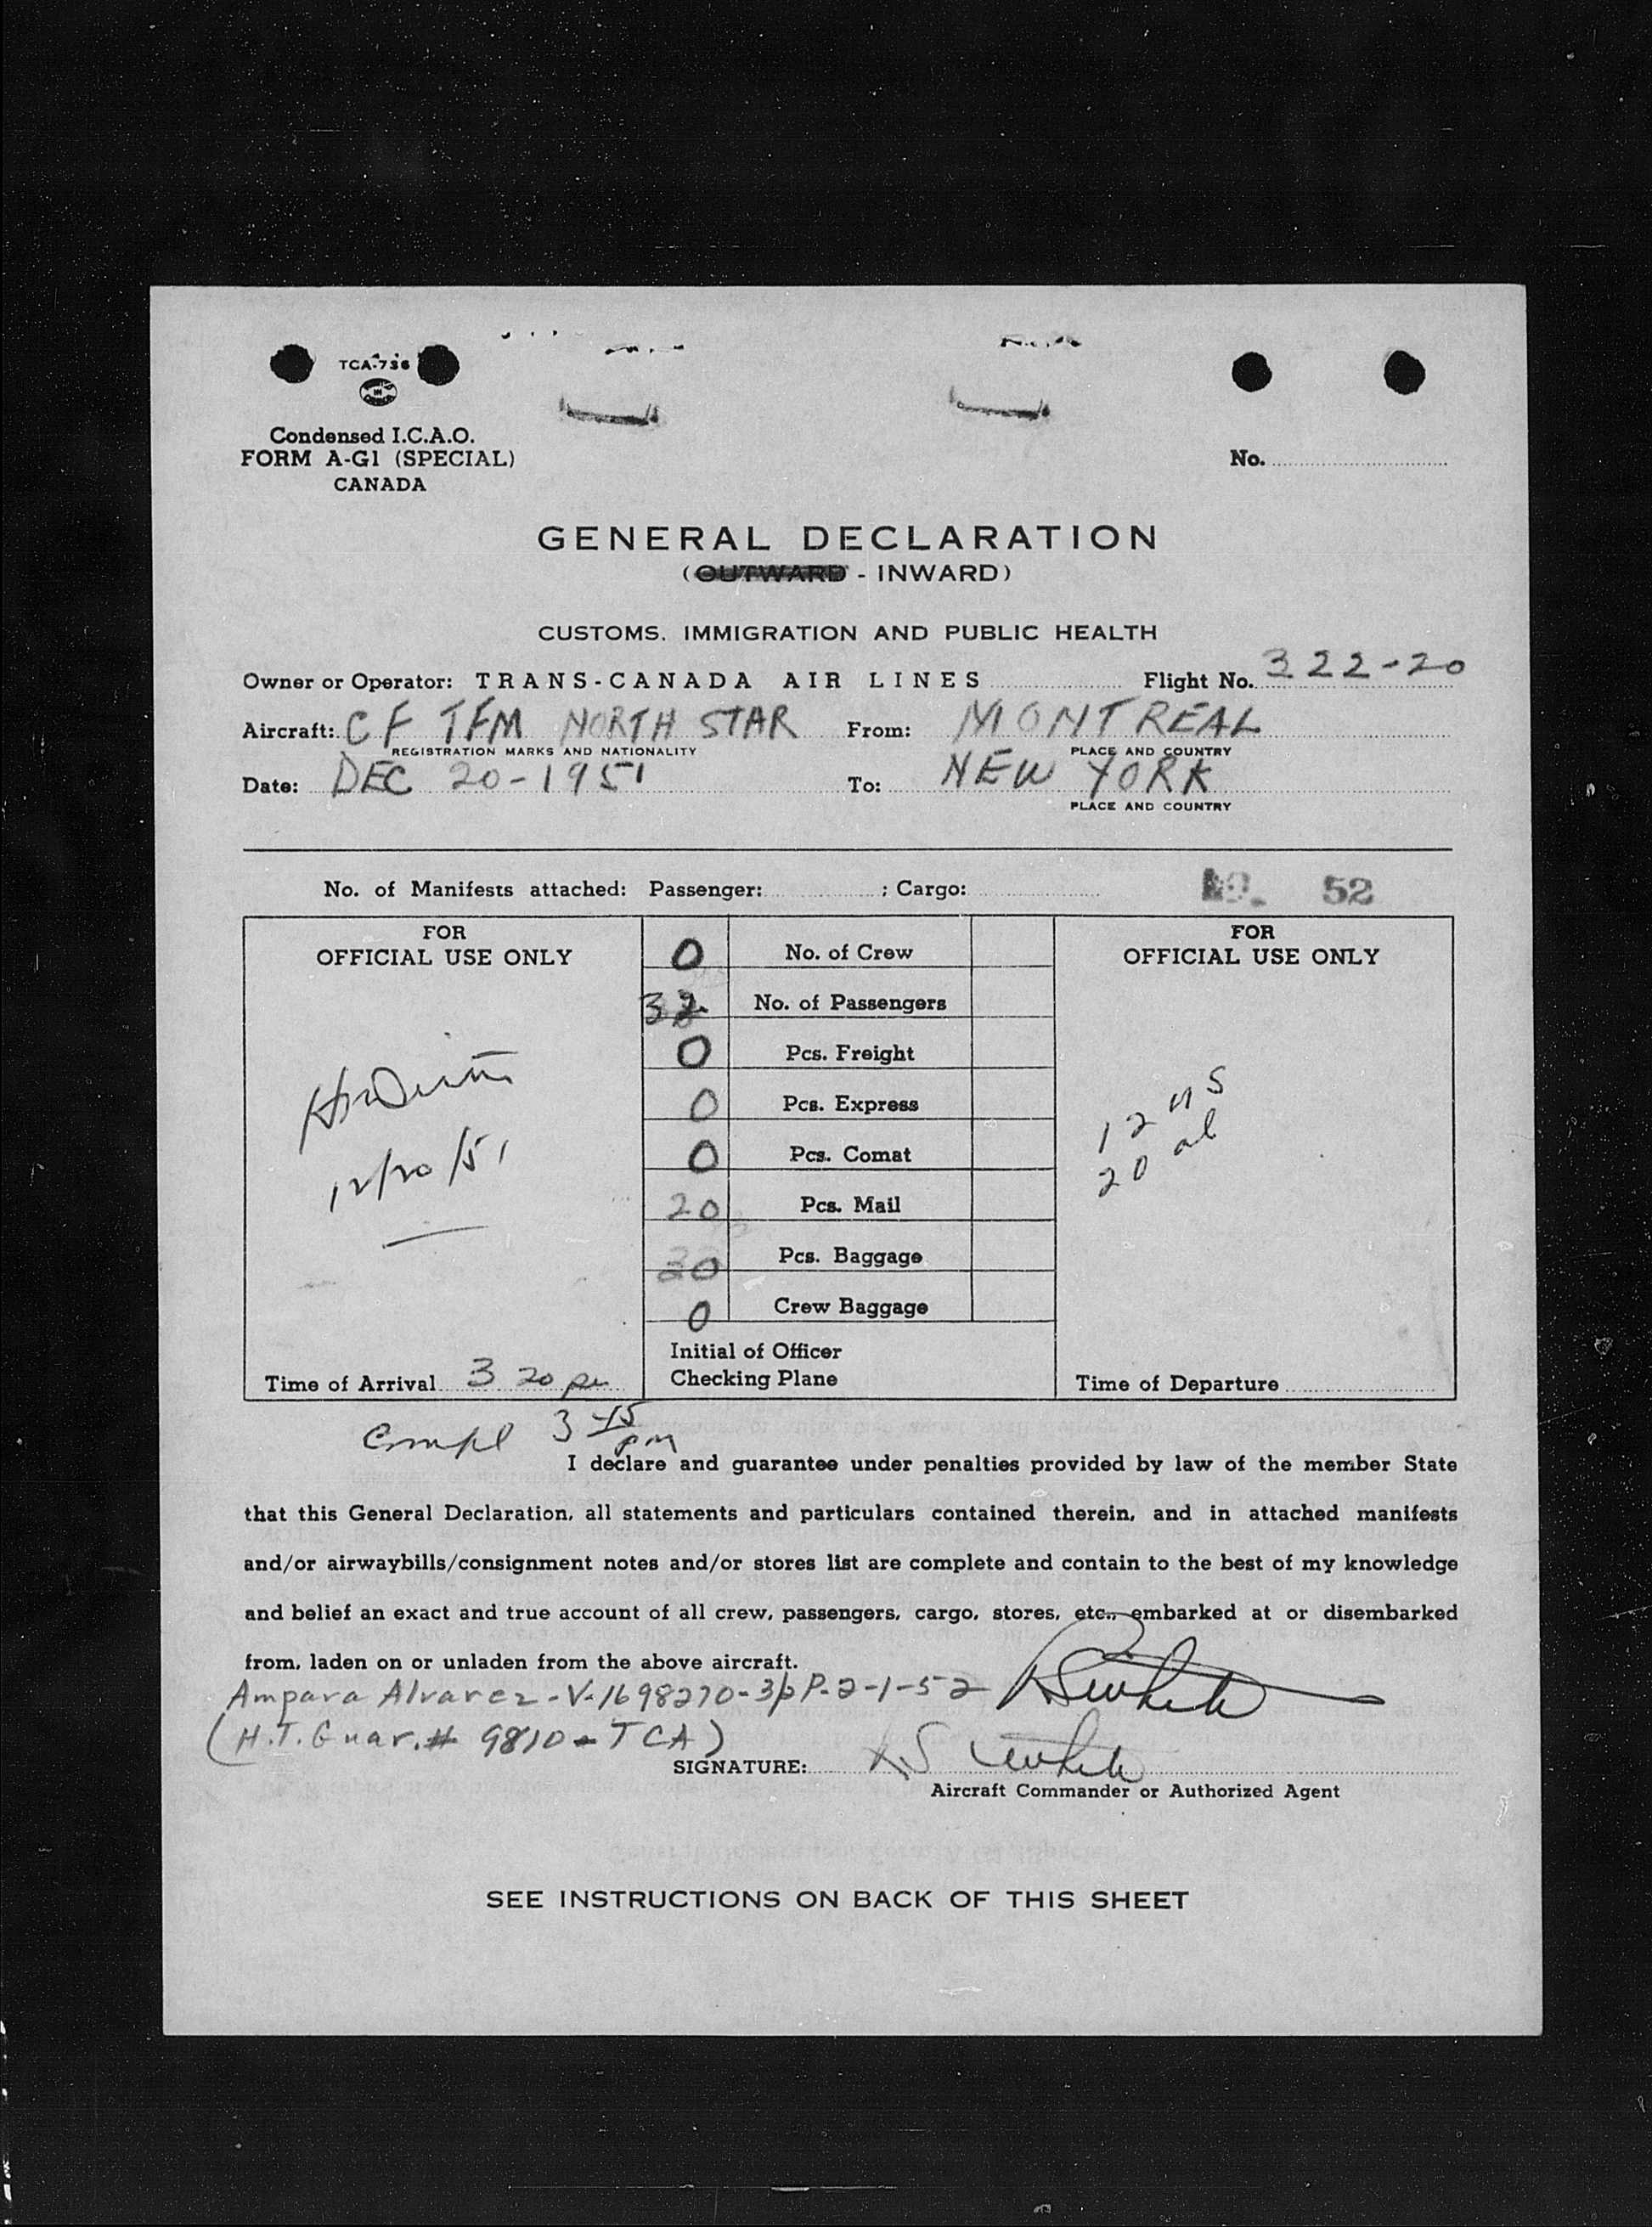 TCA-736
Condensed I.C.A.O.
FORM A-G1 (SPECIAL)
CANADA
No.
GENERAL DECLARATION
(OUTWARD - INWARD)
CUSTOMS, IMMIGRATION AND PUBLIC HEALTH
Owner or Operator: TRANS-CANADA AIR LINES Flight No. 322-20
Aircraft: CF TFM NORTH STAR From: MONTREAL
REGISTRATION MARKS AND NATIONALITY PLACE AND COUNTRY
Date: DEC 20-1951 To: NEW YORK
PLACE AND COUNTRY
No. of Manifests attached: Passenger: ; Cargo: 52
FOR
OFFICIAL USE ONLY
12/20/51
Time of Arrival 3 20 pm
0 No. of Crew
32 No. of Passengers
0 Pcs. Freight
0 Pcs. Express
0 Pcs. Comat
20 Pcs. Mail
30 Pcs. Baggage
0 Crew Baggage
Initial of Officer
Checking Plane
FOR
OFFICIAL USE ONLY
12 us
20 al
Time of Departure
Compl 3 45 pm
I declare and guarantee under penalties provided by law of the member State
that this General Declaration, all statements and particulars contained therein, and in attached manifests
and/or airwaybills/consignment notes and/or stores list are complete and contain to the best of my knowledge
and belief an exact and true account of all crew, passengers, cargo, stores, etc., embarked at or disembarked
from, laden on or unladen from the above aircraft.
Ampara Alvarez - V-1698270-3/2 P-2-1-52
(H.T. Guar. # 9810 - TCA)
SIGNATURE: White
Aircraft Commander or Authorized Agent
SEE INSTRUCTIONS ON BACK OF THIS SHEET